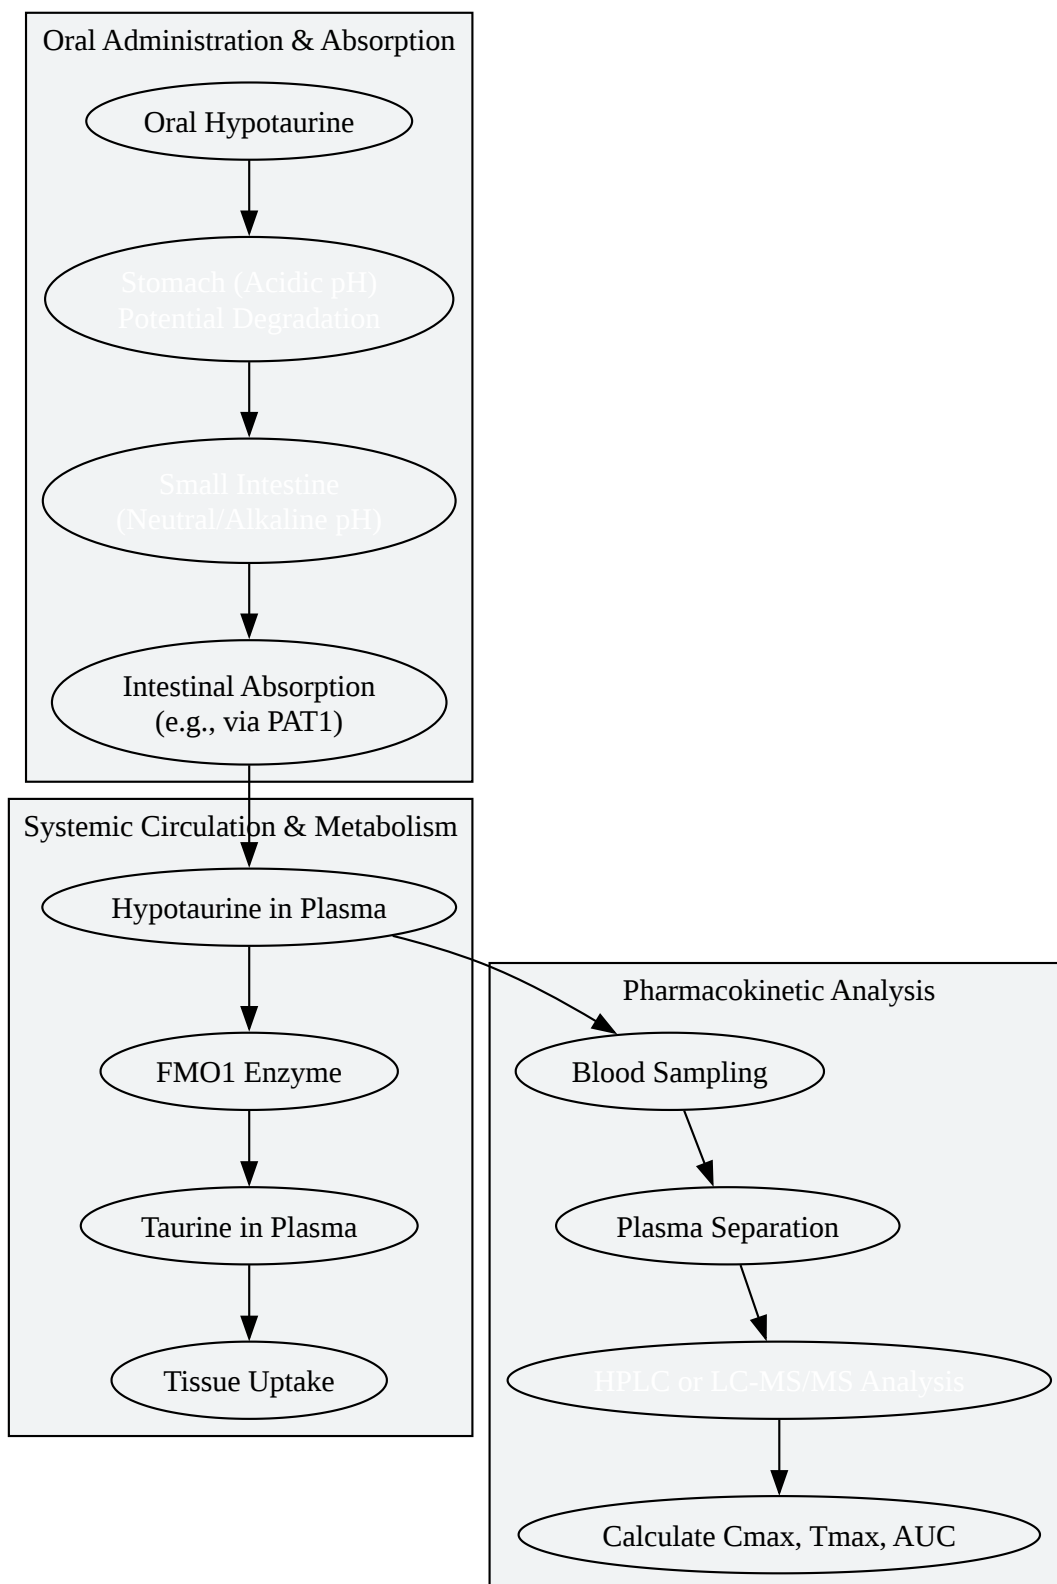 Oral Administration & Absorption
Oral Hypotaurine
Stomach (Acidic pH)
Potential Degradation
Small Intestine
(Neutral/Alkaline pH)
Intestinal Absorption
(e.g., via PAT1)
Systemic Circulation & Metabolism
Hypotaurine in Plasma
FMO1 Enzyme
Taurine in Plasma
Tissue Uptake
Pharmacokinetic Analysis
Blood Sampling
Plasma Separation
HPLC or LC-MS/MS Analysis
Calculate Cmax, Tmax, AUC